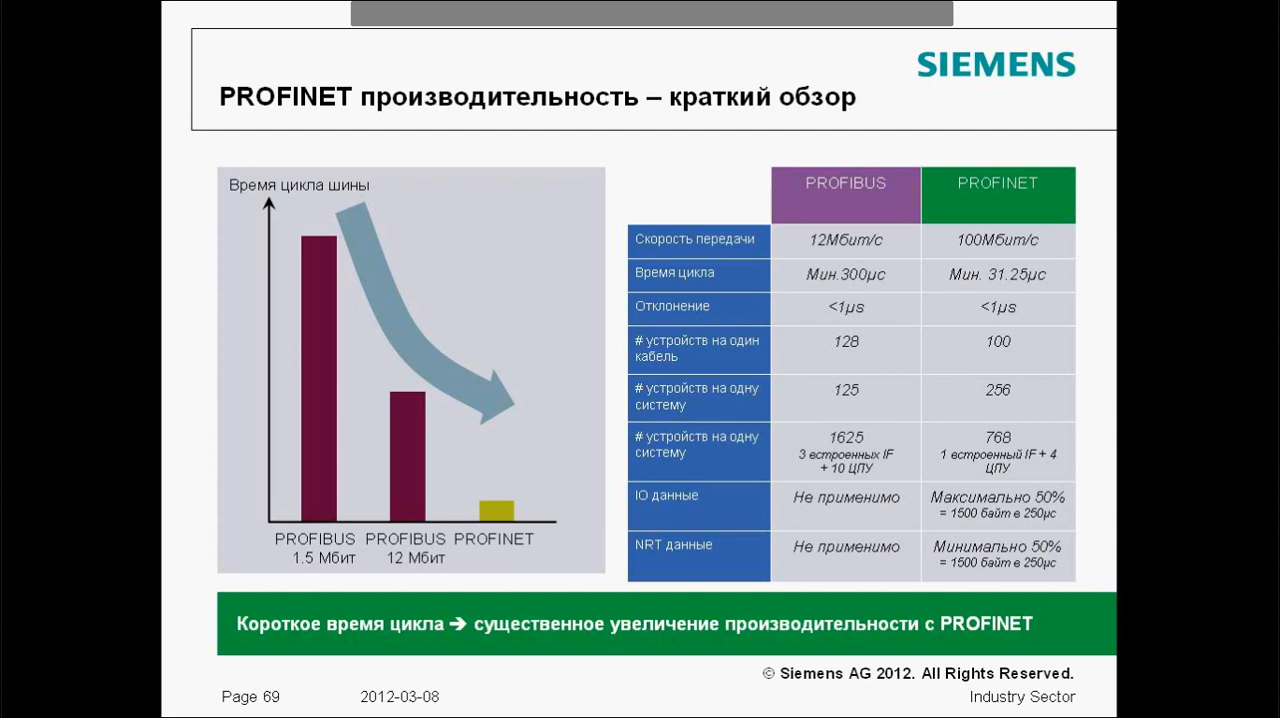 SIEMENS
PROFINET производительность – краткий обзор
Время цикла шины
PROFIBUS
1.5 Мбит
PROFIBUS
12 Мбит
PROFINET
PROFIBUS PROFINET
Скорость передачи 12Мбит/с 100Мбит/с
Время цикла Мин.300µс Мин. 31.25µс
Отклонение <1µs <1µs
# устройств на один
кабель
128 100
# устройств на одну
систему
125 256
# устройств на одну
систему
1625
3 встроенных IF
+ 10 ЦПУ
768
1 встроенный IF + 4
ЦПУ
IO данные Не применимо Максимально 50%
= 1500 байт в 250µс
NRT данные Не применимо Минимально 50%
= 1500 байт в 250µс
Короткое время цикла ➔ существенное увеличение производительности с PROFINET
© Siemens AG 2012. All Rights Reserved.
Page 69 2012-03-08 Industry Sector